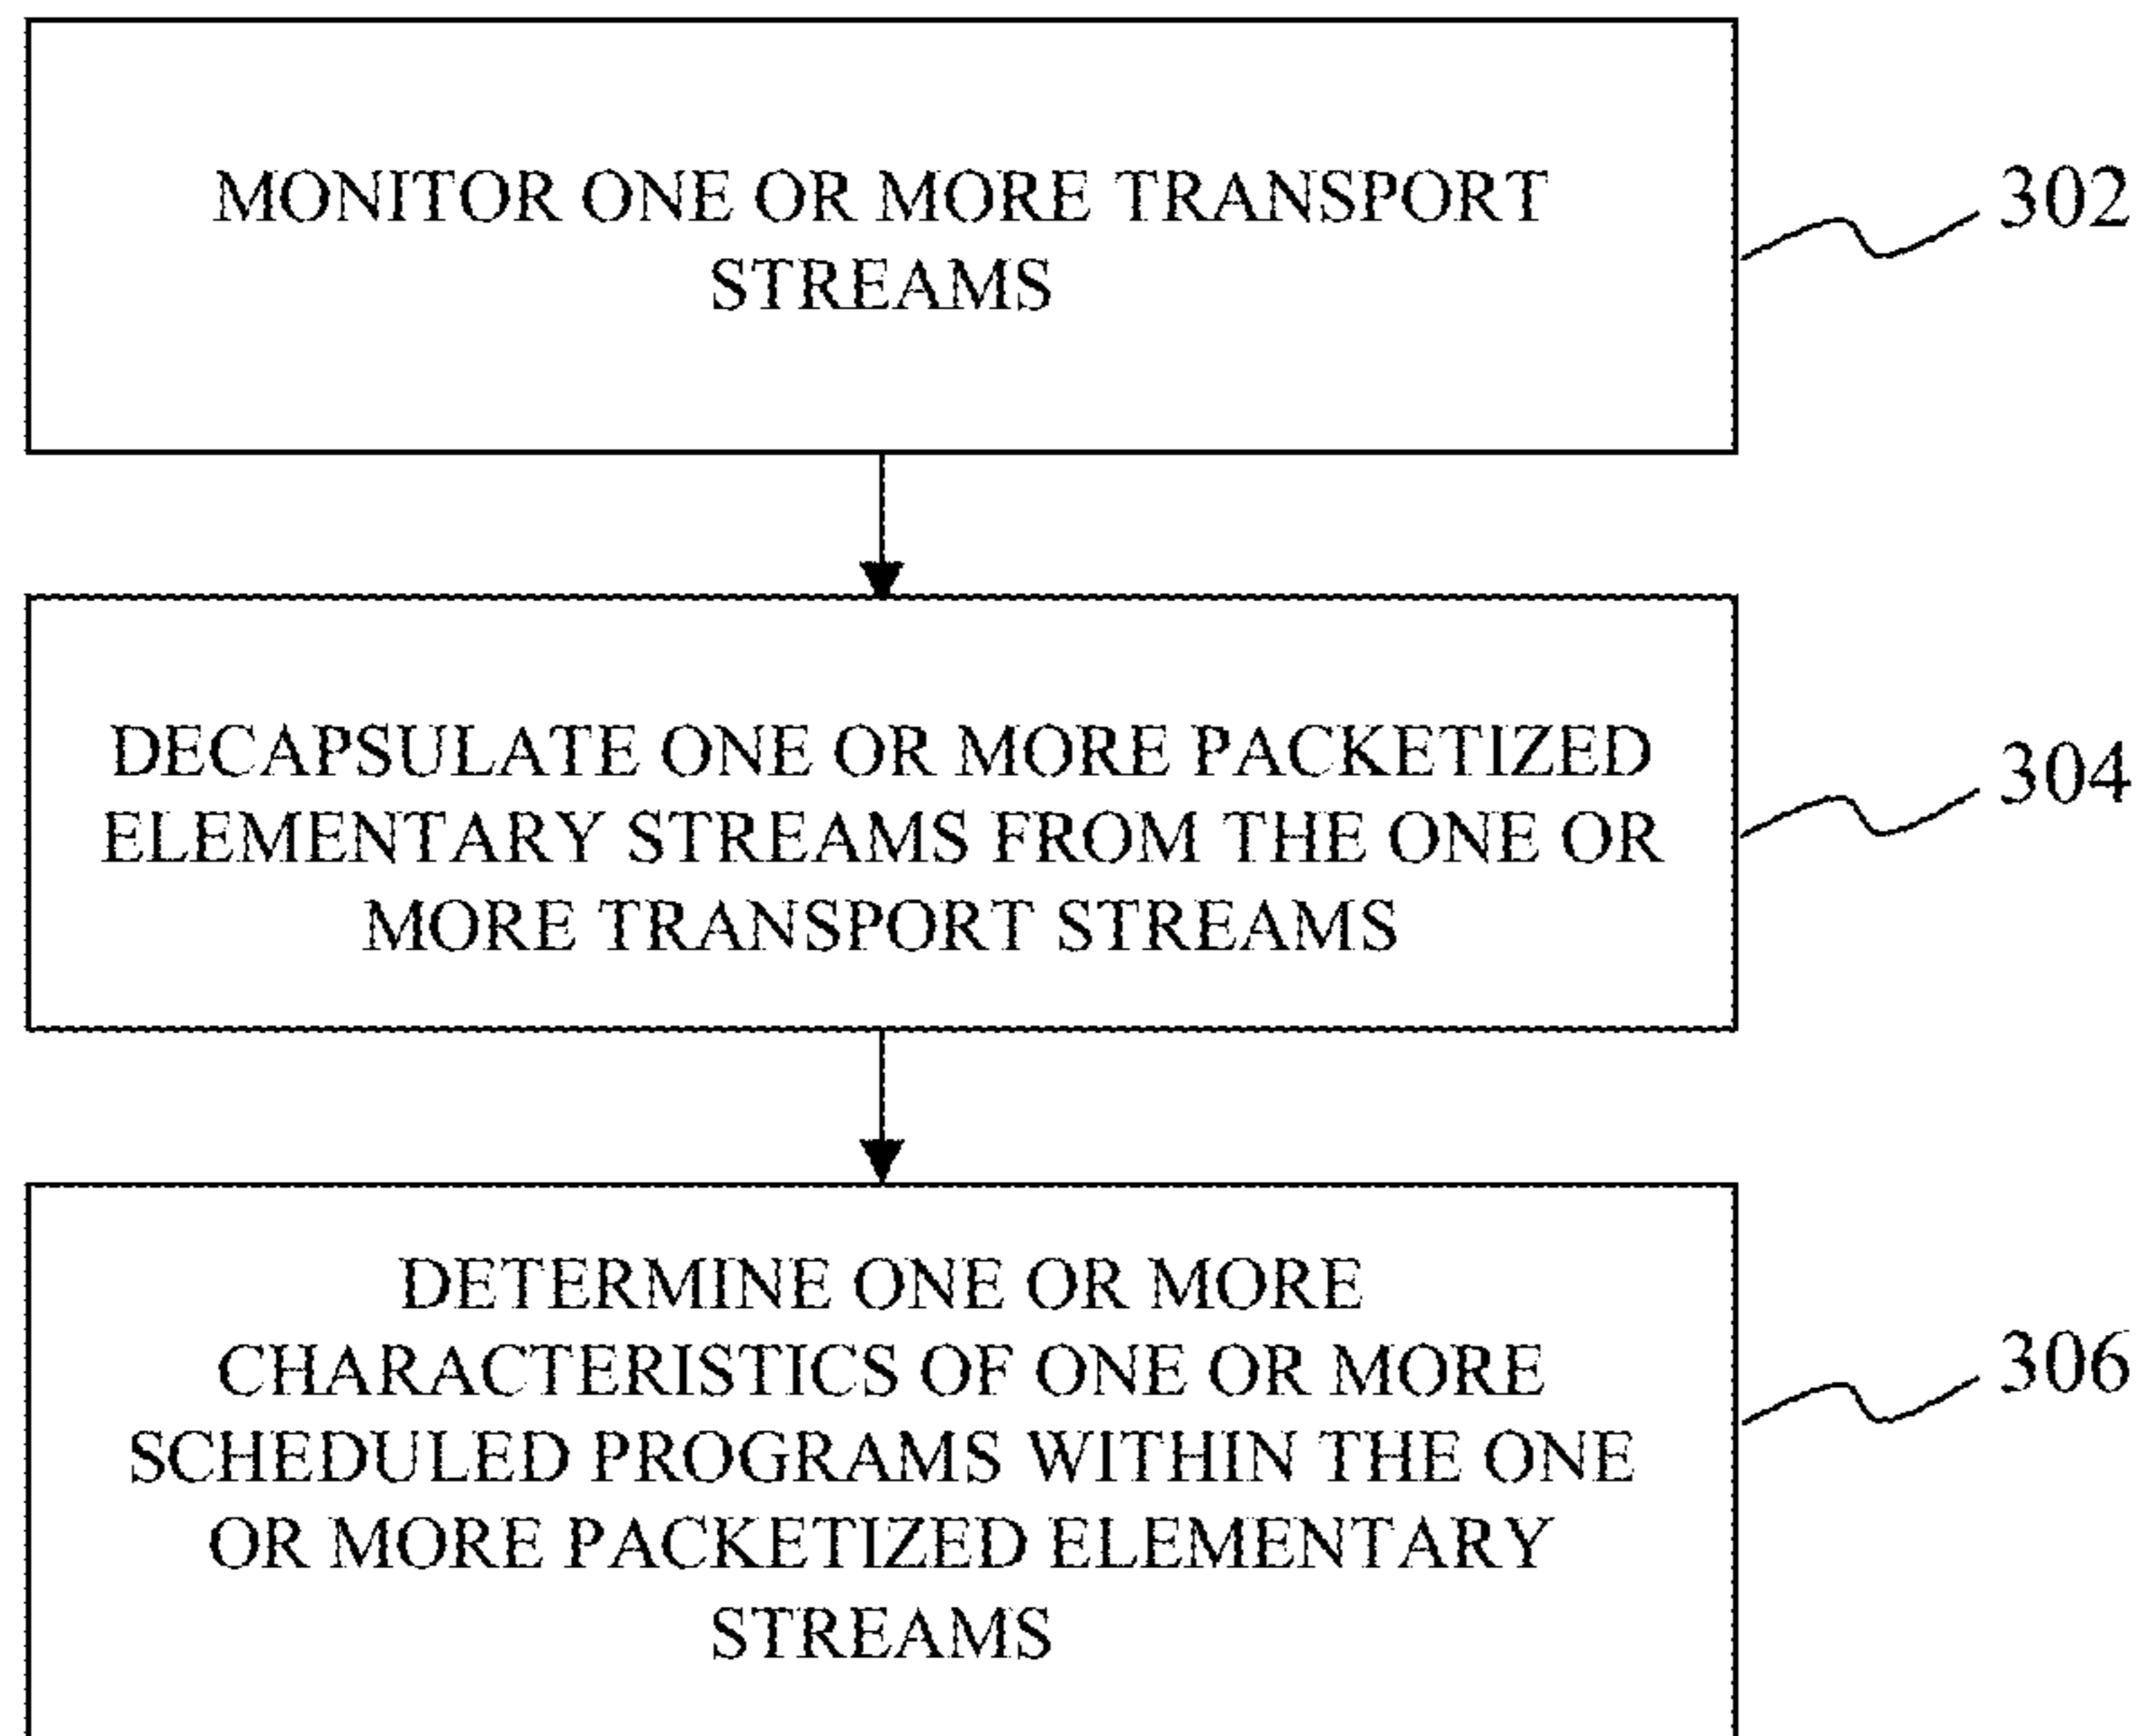 MONITOR ONE OR MORE TRANSPORT
STREAMS
302
DECAPSULATE ONE OR MORE PACKETIZED
ELEMENTARY STREAMS FROM THE ONE OR
MORE TRANSPORT STREAMS
304
DETERMINE ONE OR MORE
CHARACTERISTICS OF ONE OR MORE
SCHEDULED PROGRAMS WITHIN THE ONE
OR MORE PACKETIZED ELEMENTARY
STREAMS
306